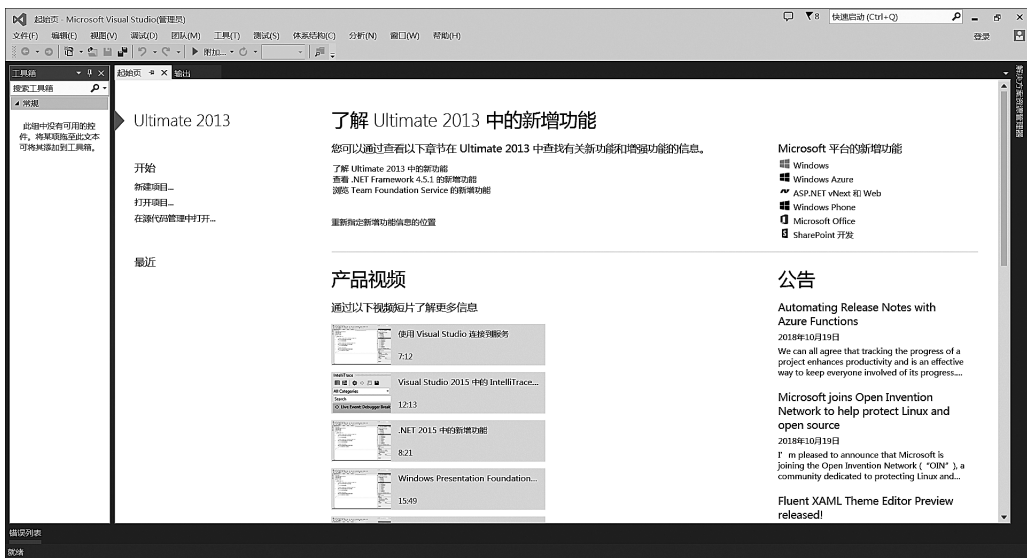 起始页 - Microsoft Visual Studio(管理员)
8
快速启动 (Ctrl+Q)
文件(F) 编辑(E) 视图(V) 调试(D) 团队(M) 工具(T) 测试(S) 体系结构(C) 分析(N) 窗口(W) 帮助(H)
登录
附加...
工具箱
起始页
输出
搜索工具箱
常规
此组中没有可用的控
件。将某项拖至此文本
可将其添加到工具箱。
Ultimate 2013
开始
新建项目...
打开项目...
在源代码管理中打开...
最近
了解 Ultimate 2013 中的新增功能
您可以通过查看以下章节在 Ultimate 2013 中查找有关新功能和增强功能的信息。
了解 Ultimate 2013 中的新功能
查看 .NET Framework 4.5.1 的新增功能
浏览 Team Foundation Service 的新增功能
重新指定新增功能信息的位置
Microsoft 平台的新增功能
Windows
Windows Azure
ASP.NET vNext 和 Web
Windows Phone
Microsoft Office
SharePoint 开发
产品视频
通过以下视频短片了解更多信息
使用 Visual Studio 连接到服务
7:12
IntelliTrace
All Categories
Search
Live Event: Debugger Break
Visual Studio 2015 中的 IntelliTrace...
12:13
.NET 2015 中的新增功能
8:21
Windows Presentation Foundation...
15:49
公告
Automating Release Notes with
Azure Functions
2018年10月19日
We can all agree that tracking the progress of a
project enhances productivity and is an effective
way to keep everyone involved of its progress....
Microsoft joins Open Invention
Network to help protect Linux and
open source
2018年10月19日
I' m pleased to announce that Microsoft is
joining the Open Invention Network ( “OIN” ), a
community dedicated to protecting Linux and...
Fluent XAML Theme Editor Preview
released!
解决方案资源管理器
错误列表
就绪